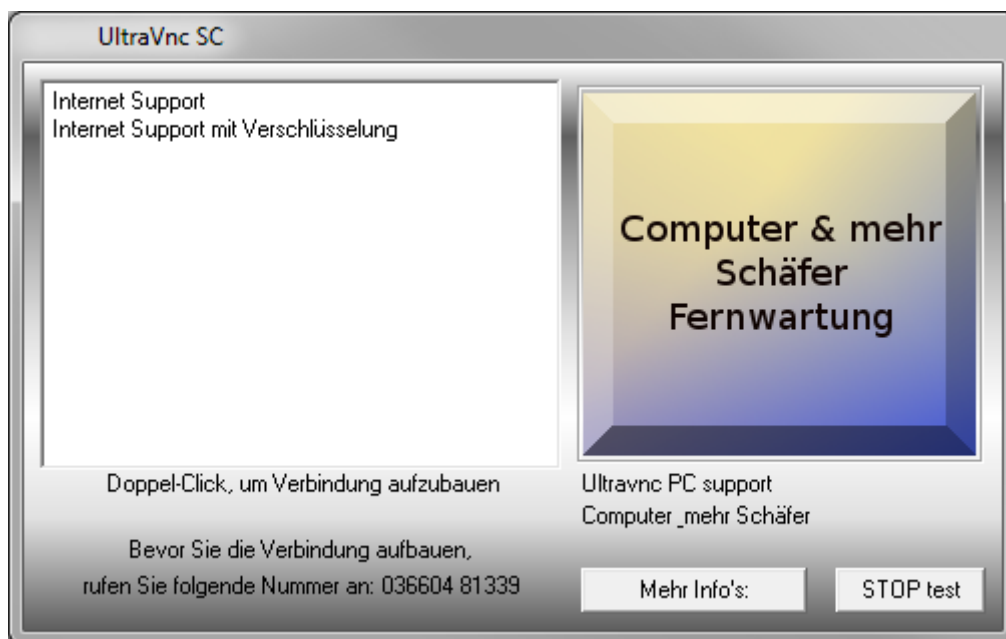 UltraVnc SC
Internet Support
Internet Support mit Verschlüsselung
Computer & mehr
Schäfer
Fernwartung
Doppel-Click, um Verbindung aufzubauen
Ultravnc PC support
Computer _mehr Schäfer
Bevor Sie die Verbindung aufbauen,
rufen Sie folgende Nummer an: 036604 81339
Mehr Info's:
STOP test